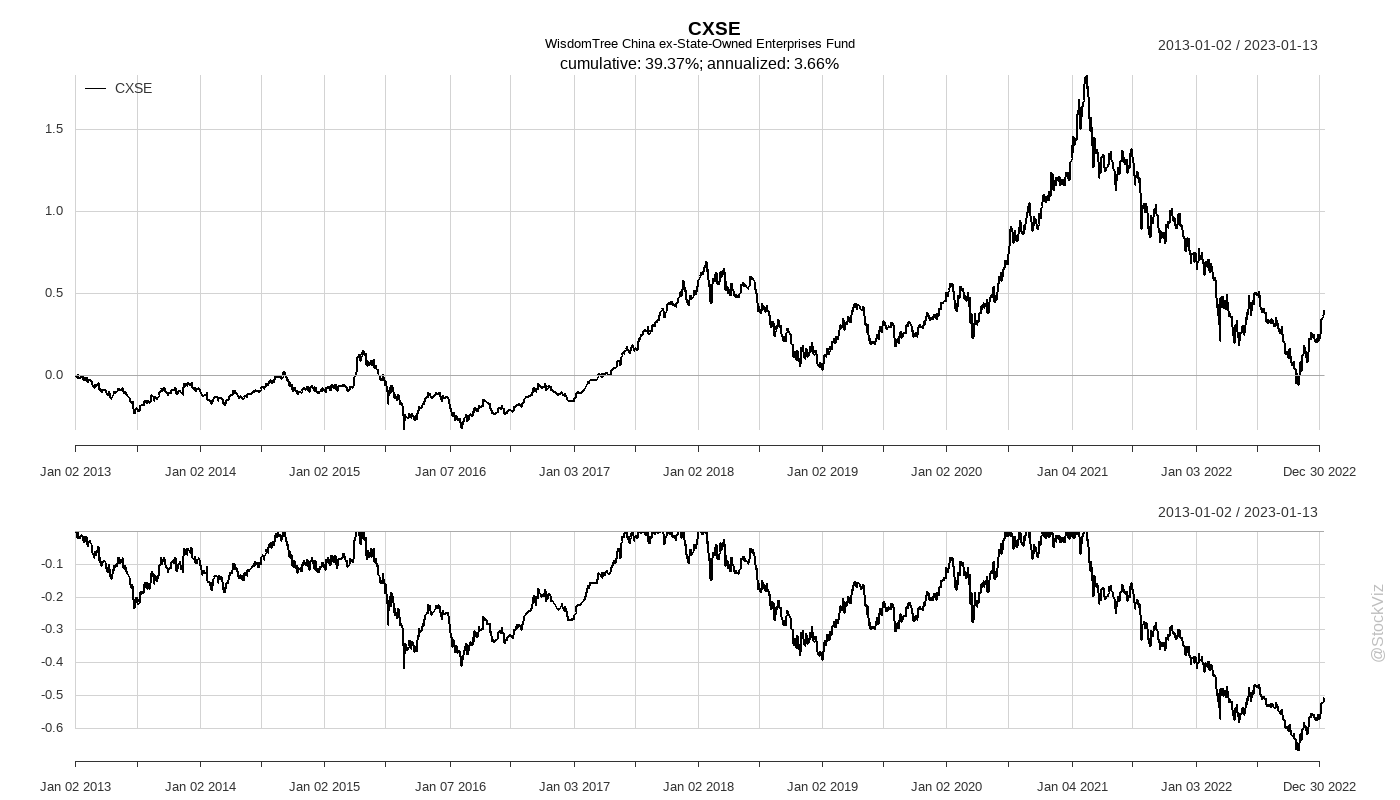 CXSE
WisdomTree China ex-State-Owned Enterprises Fund
cumulative: 39.37%; annualized: 3.66%
2013-01-02 / 2023-01-13
CXSE
1.5
1.0
0.5
0.0
Jan 02 2013 Jan 02 2014 Jan 02 2015 Jan 07 2016 Jan 03 2017 Jan 02 2018 Jan 02 2019 Jan 02 2020 Jan 04 2021 Jan 03 2022 Dec 30 2022
2013-01-02 / 2023-01-13
-0.1
-0.2
-0.3
-0.4
-0.5
-0.6
Jan 02 2013 Jan 02 2014 Jan 02 2015 Jan 07 2016 Jan 03 2017 Jan 02 2018 Jan 02 2019 Jan 02 2020 Jan 04 2021 Jan 03 2022 Dec 30 2022
@StockViz